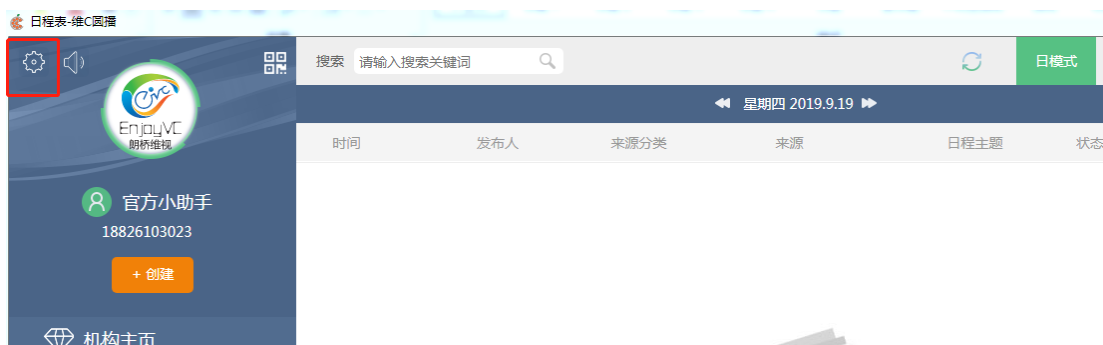 日程表-维C圆播
搜索 请输入搜索关键词 日模式
星期四 2019.9.19
时间 发布人 来源分类 来源 日程主题 状态
Civc
EnjoyVC
朗桥维视
官方小助手
18826103023
+ 创建
机构主页